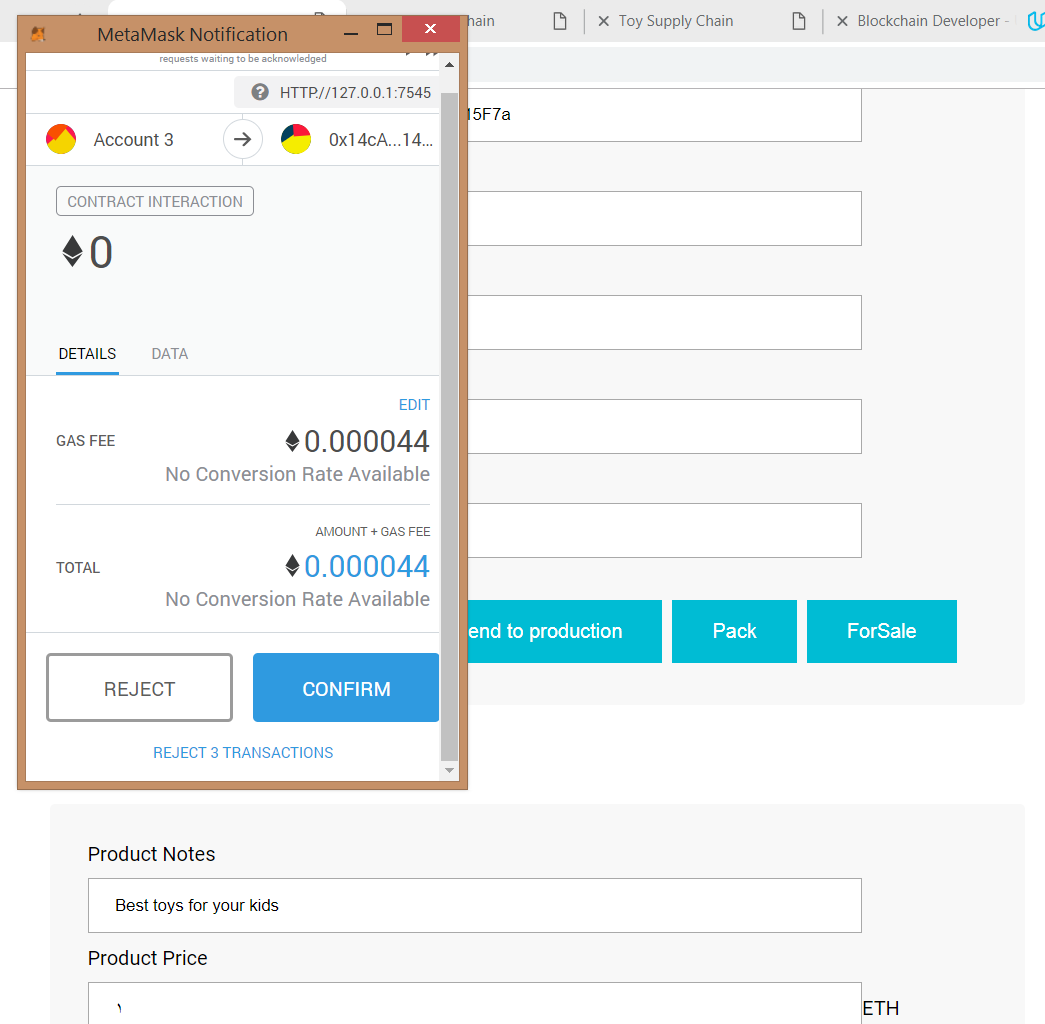 hain
Toy Supply Chain
Blockchain Developer -
MetaMask Notification
requests waiting to be acknowledged
HTTP://127.0.0.1:7545
Account 3
0x14cA...14...
15F7a
CONTRACT INTERACTION
0
DETAILS
DATA
EDIT
GAS FEE
0.000044
No Conversion Rate Available
AMOUNT + GAS FEE
TOTAL
0.000044
No Conversion Rate Available
REJECT
CONFIRM
REJECT 3 TRANSACTIONS
end to production
Pack
ForSale
Product Notes
Best toys for your kids
Product Price
ETH